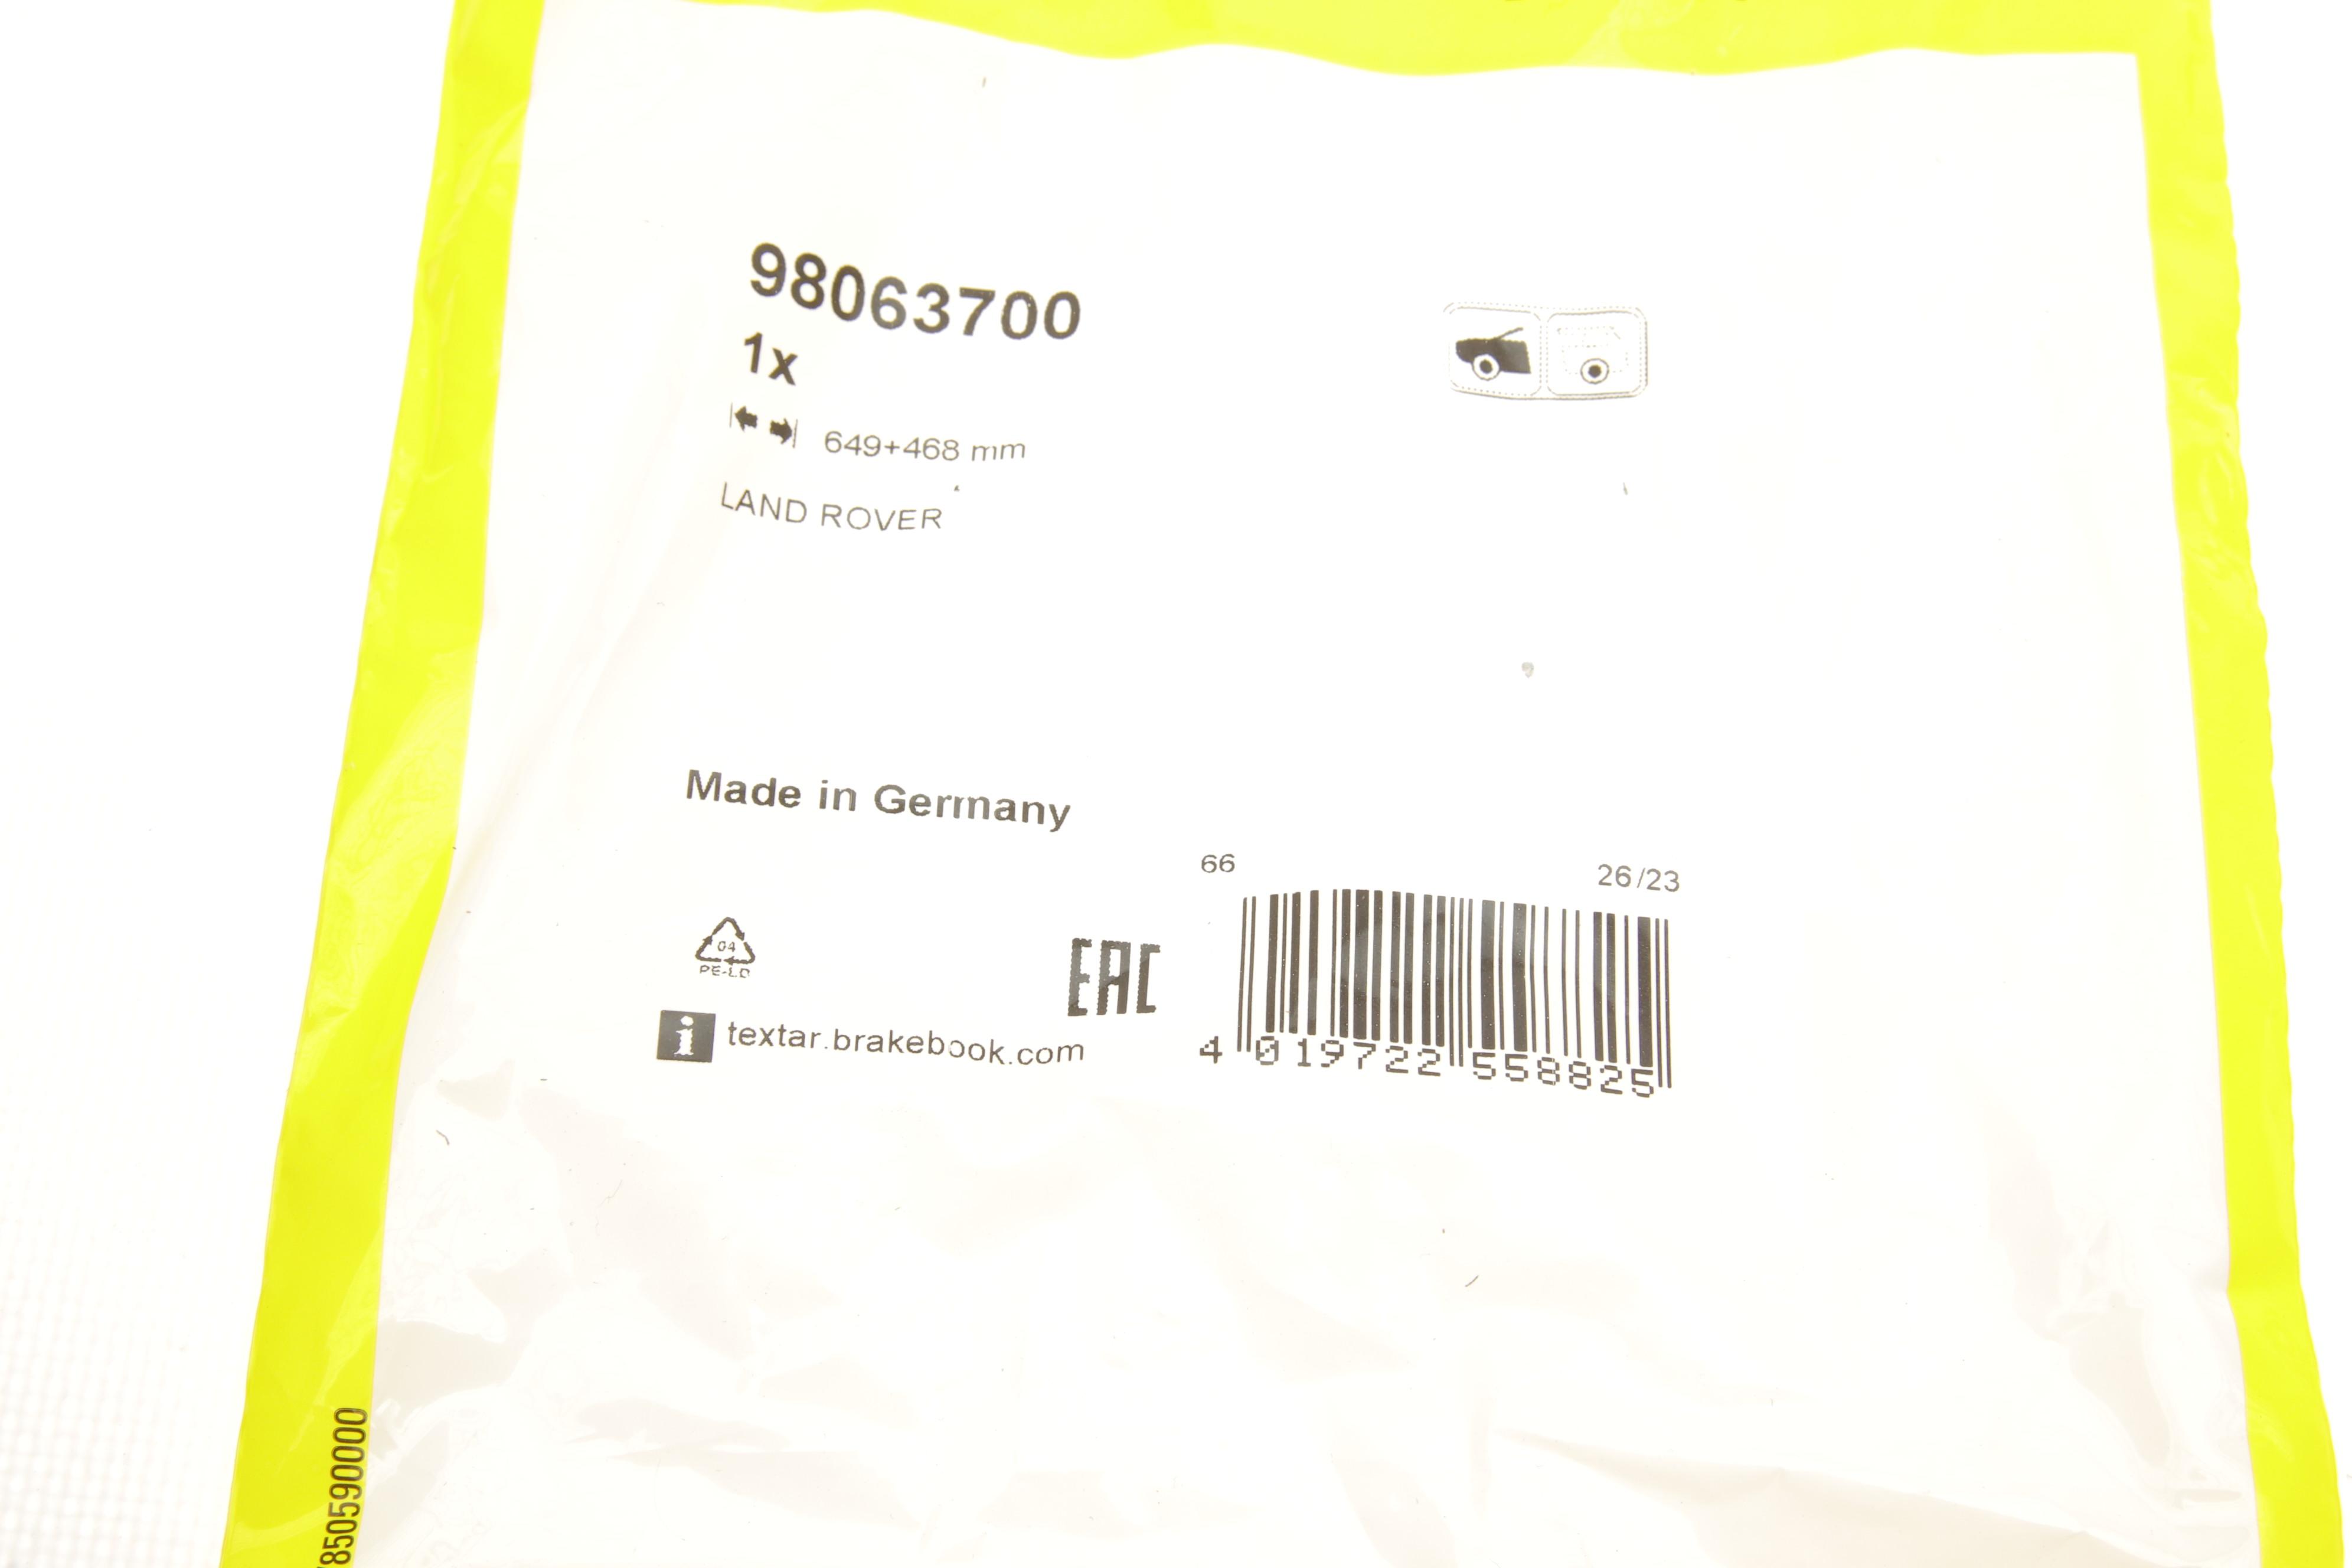 98063700
1x
649+468 mm
LAND ROVER
Made in Germany
66
26/23
04
PE-LD
EAC
i textar.brakebook.com
4 019722 558825